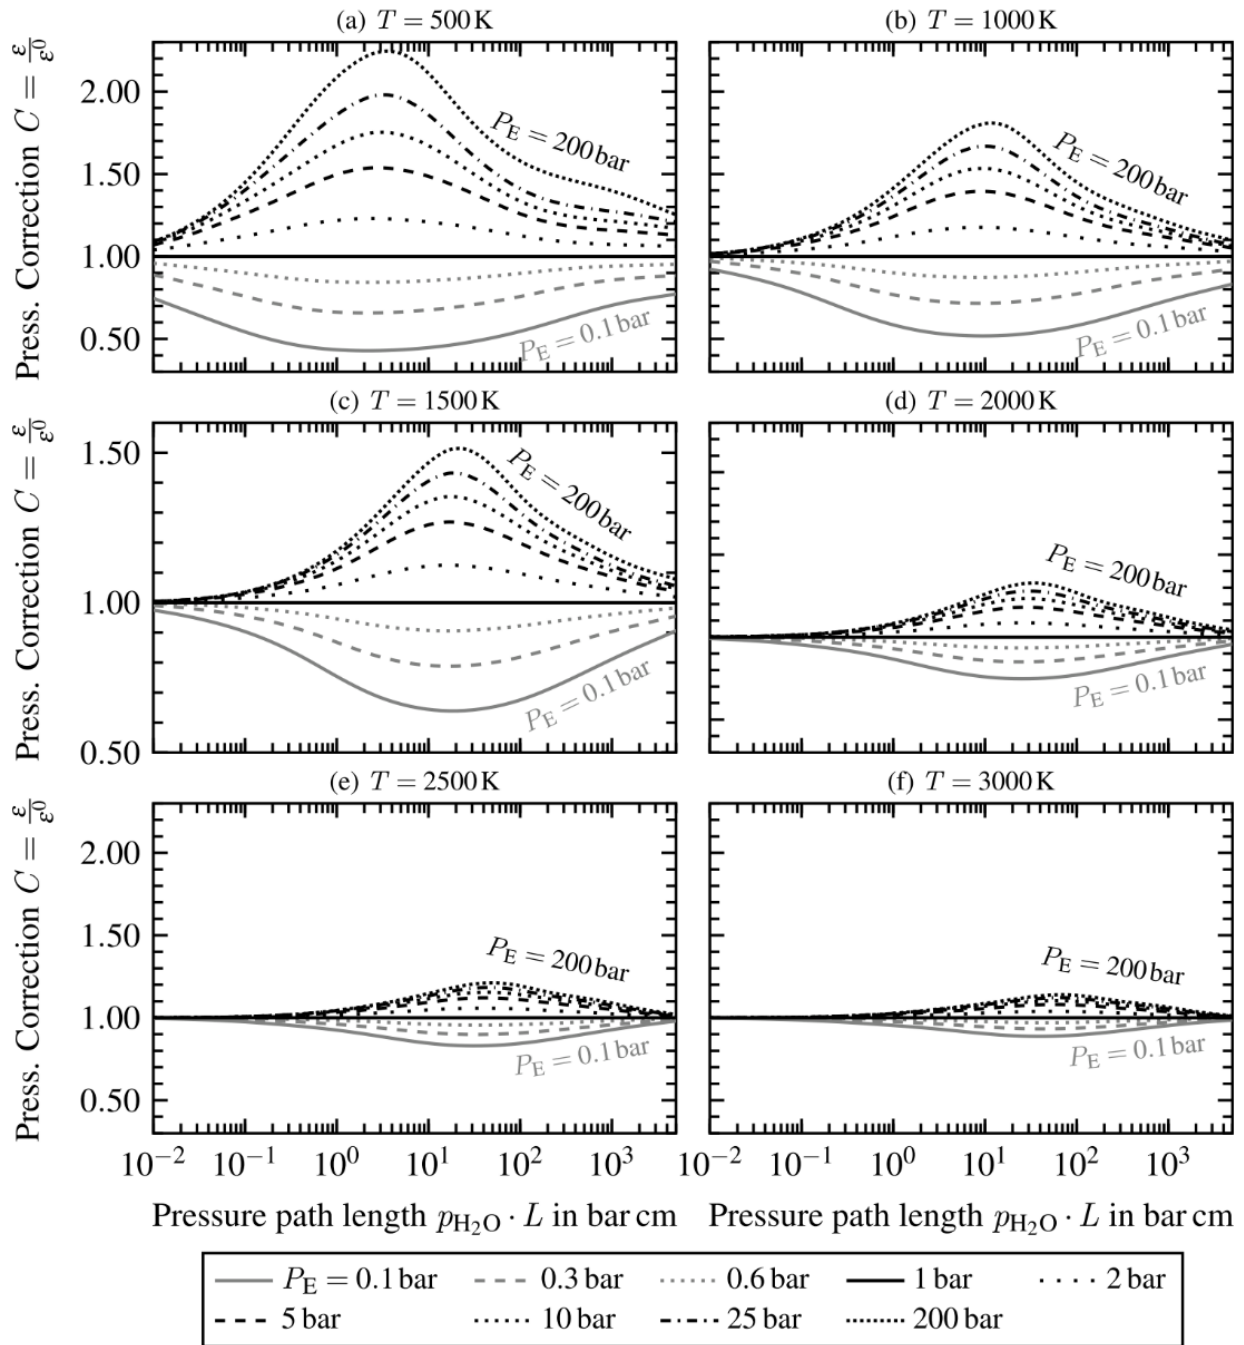 (a) T = 500 K
(b) T = 1000 K
Press. Correction C = ε/ε⁰
2.00
1.50
1.00
0.50
P_E = 200 bar
P_E = 0.1 bar
P_E = 200 bar
P_E = 0.1 bar
(c) T = 1500 K
(d) T = 2000 K
Press. Correction C = ε/ε⁰
1.50
1.00
0.50
P_E = 200 bar
P_E = 0.1 bar
P_E = 200 bar
P_E = 0.1 bar
(e) T = 2500 K
(f) T = 3000 K
Press. Correction C = ε/ε⁰
2.00
1.50
1.00
0.50
P_E = 200 bar
P_E = 0.1 bar
P_E = 200 bar
P_E = 0.1 bar
10⁻² 10⁻¹ 10⁰ 10¹ 10² 10³
10⁻² 10⁻¹ 10⁰ 10¹ 10² 10³
Pressure path length p_H₂O · L in bar cm
Pressure path length p_H₂O · L in bar cm
P_E = 0.1 bar 0.3 bar 0.6 bar 1 bar 2 bar
5 bar 10 bar 25 bar 200 bar